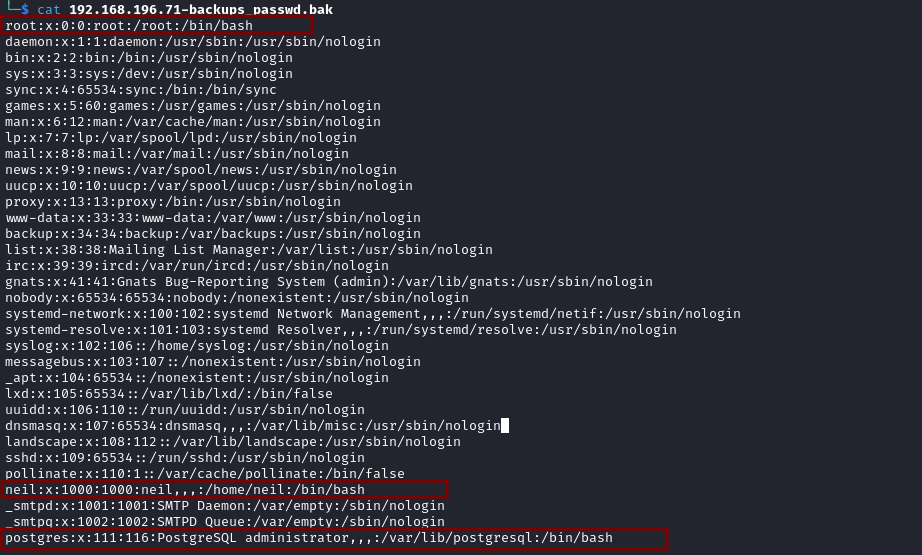 └─$ cat 192.168.196.71-backups_passwd.bak
root:x:0:0:root:/root:/bin/bash
daemon:x:1:1:daemon:/usr/sbin:/usr/sbin/nologin
bin:x:2:2:bin:/bin:/usr/sbin/nologin
sys:x:3:3:sys:/dev:/usr/sbin/nologin
sync:x:4:65534:sync:/bin:/bin/sync
games:x:5:60:games:/usr/games:/usr/sbin/nologin
man:x:6:12:man:/var/cache/man:/usr/sbin/nologin
lp:x:7:7:lp:/var/spool/lpd:/usr/sbin/nologin
mail:x:8:8:mail:/var/mail:/usr/sbin/nologin
news:x:9:9:news:/var/spool/news:/usr/sbin/nologin
uucp:x:10:10:uucp:/var/spool/uucp:/usr/sbin/nologin
proxy:x:13:13:proxy:/bin:/usr/sbin/nologin
www-data:x:33:33:www-data:/var/www:/usr/sbin/nologin
backup:x:34:34:backup:/var/backups:/usr/sbin/nologin
list:x:38:38:Mailing List Manager:/var/list:/usr/sbin/nologin
irc:x:39:39:ircd:/var/run/ircd:/usr/sbin/nologin
gnats:x:41:41:Gnats Bug-Reporting System (admin):/var/lib/gnats:/usr/sbin/nologin
nobody:x:65534:65534:nobody:/nonexistent:/usr/sbin/nologin
systemd-network:x:100:102:systemd Network Management,,,:/run/systemd/netif:/usr/sbin/nologin
systemd-resolve:x:101:103:systemd Resolver,,,:/run/systemd/resolve:/usr/sbin/nologin
syslog:x:102:106::/home/syslog:/usr/sbin/nologin
messagebus:x:103:107::/nonexistent:/usr/sbin/nologin
_apt:x:104:65534::/nonexistent:/usr/sbin/nologin
lxd:x:105:65534::/var/lib/lxd/:/bin/false
uuidd:x:106:110::/run/uuidd:/usr/sbin/nologin
dnsmasq:x:107:65534:dnsmasq,,,:/var/lib/misc:/usr/sbin/nologin
landscape:x:108:112::/var/lib/landscape:/usr/sbin/nologin
sshd:x:109:65534::/run/sshd:/usr/sbin/nologin
pollinate:x:110:1::/var/cache/pollinate:/bin/false
neil:x:1000:1000:neil,,,:/home/neil:/bin/bash
_smtpd:x:1001:1001:SMTP Daemon:/var/empty:/sbin/nologin
_smtpq:x:1002:1002:SMTPD Queue:/var/empty:/sbin/nologin
postgres:x:111:116:PostgreSQL administrator,,,:/var/lib/postgresql:/bin/bash